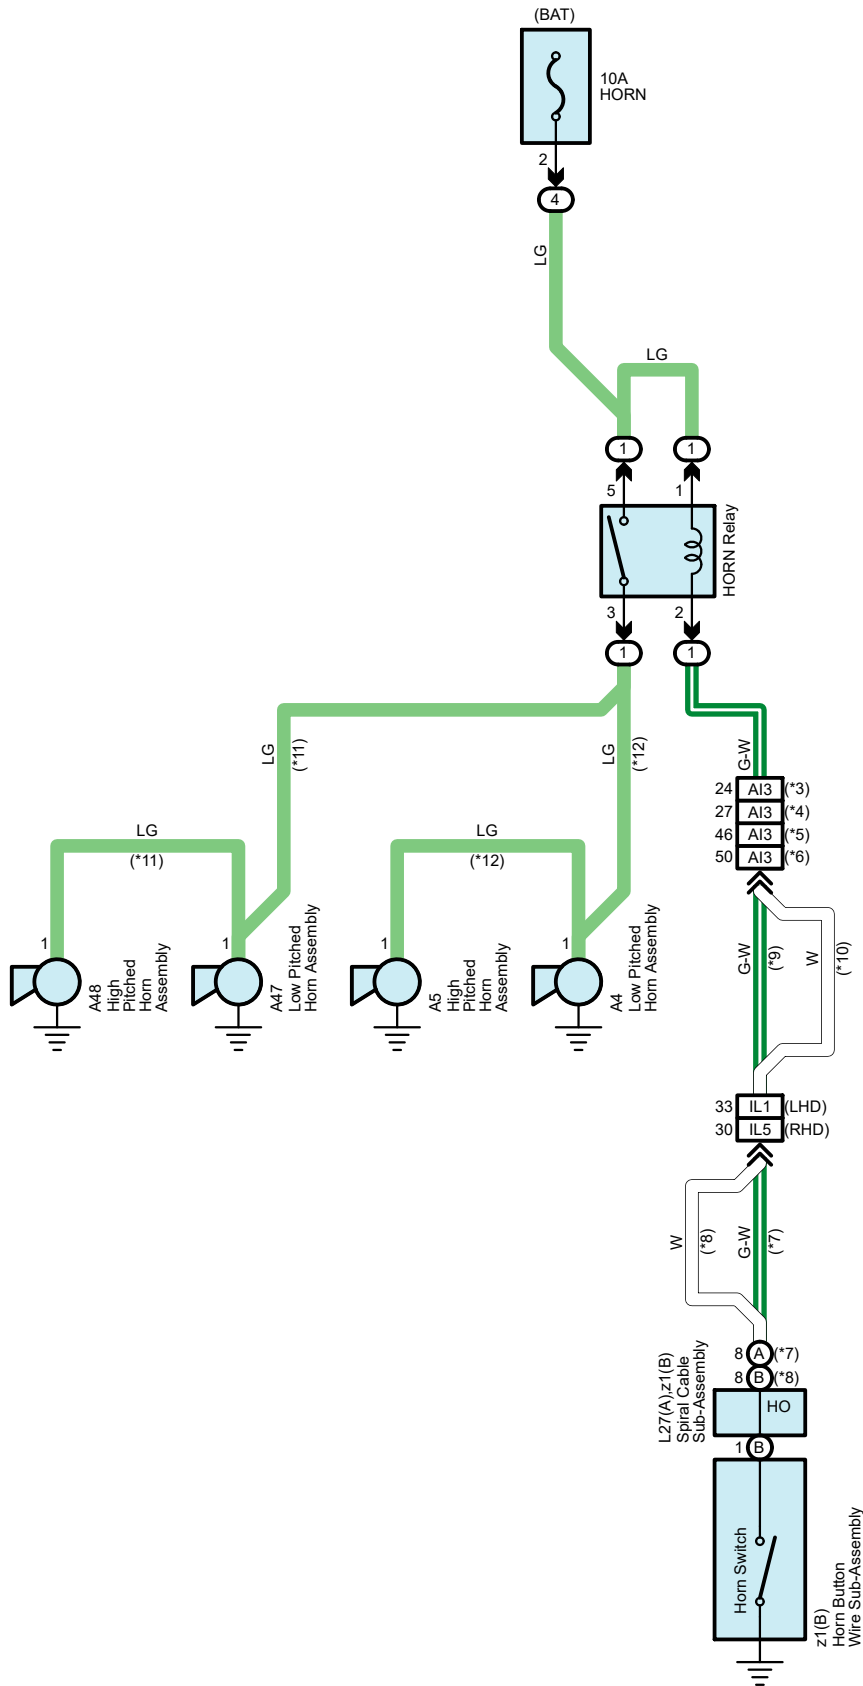 (BAT)
10A
HORN
2
4
LG
LG
1
1
5
1
HORN Relay
3
2
1
1
LG
(*11)
LG
(*12)
G-W
24 AI3 (*3)
27 AI3 (*4)
46 AI3 (*5)
50 AI3 (*6)
LG
(*11)
LG
(*12)
1
1
1
1
A48
High
Pitched
Horn
Assembly
A47
Low Pitched
Horn Assembly
A5
High
Pitched
Horn
Assembly
A4
Low Pitched
Horn Assembly
G-W
(*9)
W
(*10)
33 IL1 (LHD)
30 IL5 (RHD)
W
(*8)
G-W
(*7)
8 A (*7)
8 B (*8)
L27(A),z1(B)
Spiral Cable
Sub-Assembly
HO
1 B
Horn Switch
z1(B)
Horn Button
Wire Sub-Assembly